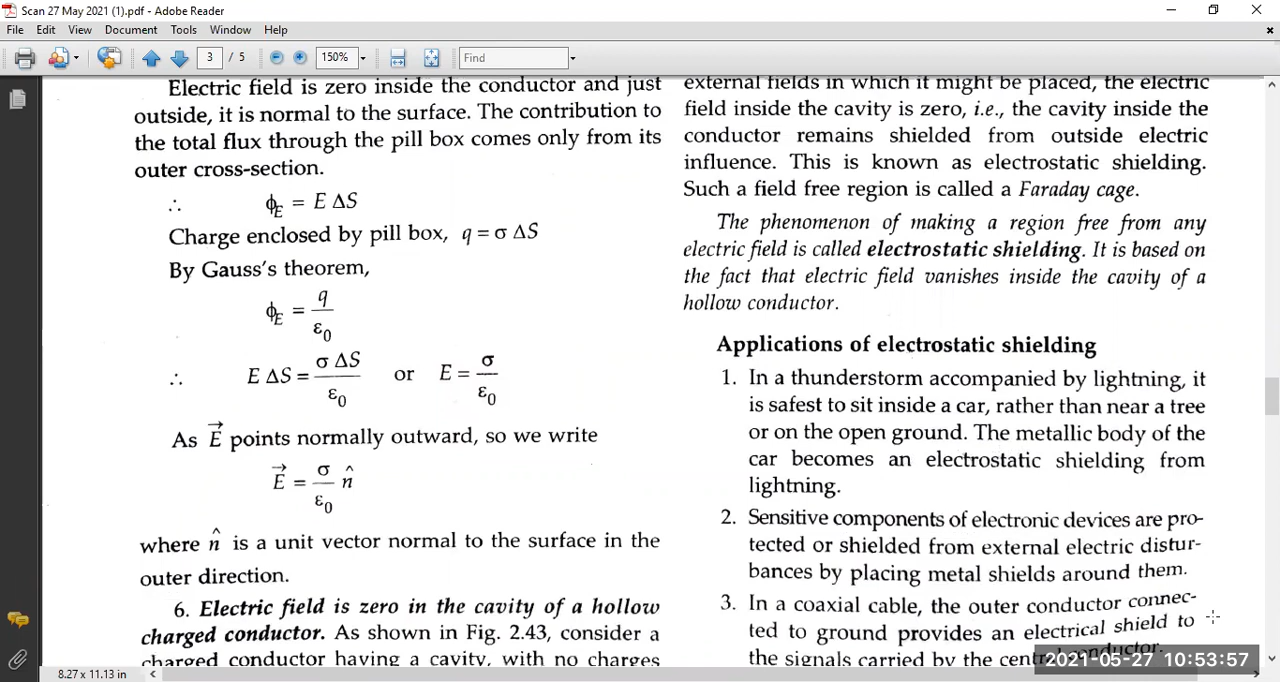 Scan 27 May 2021 (1).pdf - Adobe Reader
File Edit View Document Tools Window Help
3 / 5 150% Find
Electric field is zero inside the conductor and just
outside, it is normal to the surface. The contribution to
the total flux through the pill box comes only from its
outer cross-section.
∴ ϕE = E ΔS
Charge enclosed by pill box, q = σ ΔS
By Gauss's theorem,
ϕE = q / ε0
∴ E ΔS = σ ΔS / ε0 or E = σ / ε0
As E⃗ points normally outward, so we write
E⃗ = σ / ε0 n̂
where n̂ is a unit vector normal to the surface in the
outer direction.
6. Electric field is zero in the cavity of a hollow
charged conductor. As shown in Fig. 2.43, consider a
charged conductor having a cavity, with no charges
external fields in which it might be placed, the electric
field inside the cavity is zero, i.e., the cavity inside the
conductor remains shielded from outside electric
influence. This is known as electrostatic shielding.
Such a field free region is called a Faraday cage.
The phenomenon of making a region free from any
electric field is called electrostatic shielding. It is based on
the fact that electric field vanishes inside the cavity of a
hollow conductor.
Applications of electrostatic shielding
1. In a thunderstorm accompanied by lightning, it
is safest to sit inside a car, rather than near a tree
or on the open ground. The metallic body of the
car becomes an electrostatic shielding from
lightning.
2. Sensitive components of electronic devices are pro-
tected or shielded from external electric distur-
bances by placing metal shields around them.
3. In a coaxial cable, the outer conductor connec-
ted to ground provides an electrical shield to
the signals carried by the central conductor.
8.27 x 11.13 in
2021-05-27 10:53:57